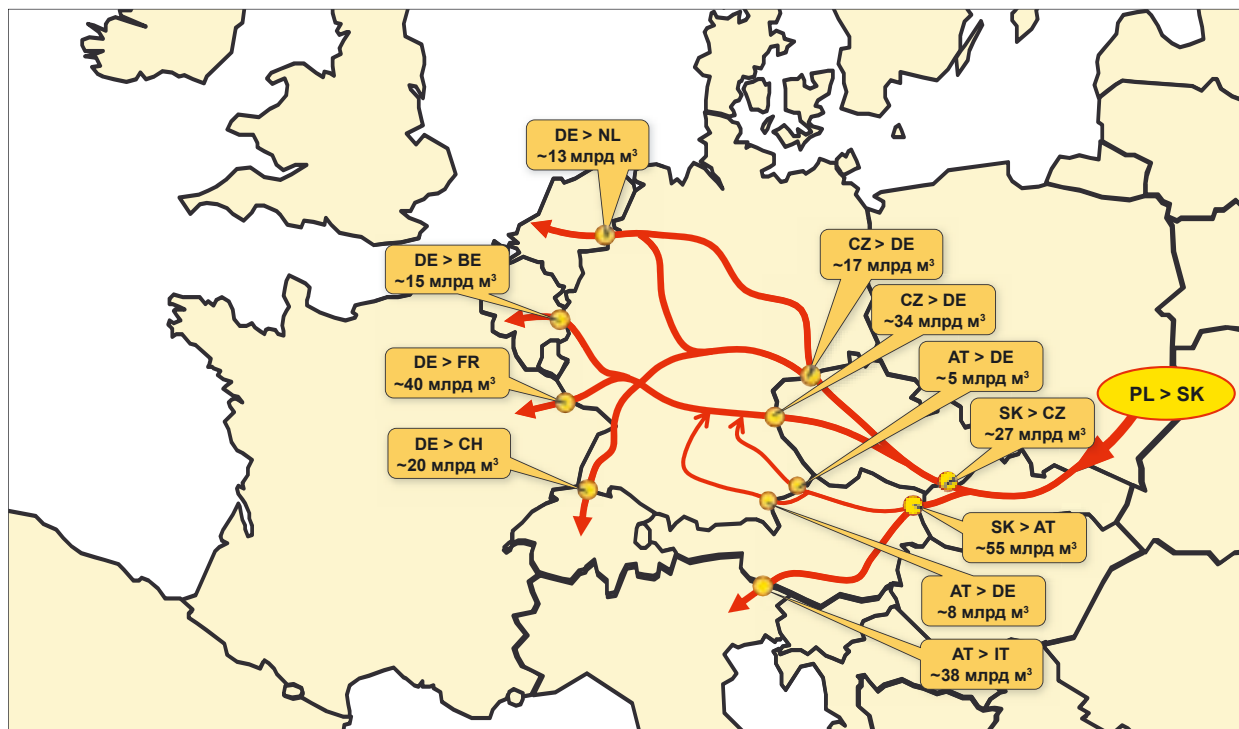 DE > NL
~13 млрд м³
DE > BE
~15 млрд м³
DE > FR
~40 млрд м³
DE > CH
~20 млрд м³
CZ > DE
~17 млрд м³
CZ > DE
~34 млрд м³
AT > DE
~5 млрд м³
PL > SK
SK > CZ
~27 млрд м³
SK > AT
~55 млрд м³
AT > DE
~8 млрд м³
AT > IT
~38 млрд м³